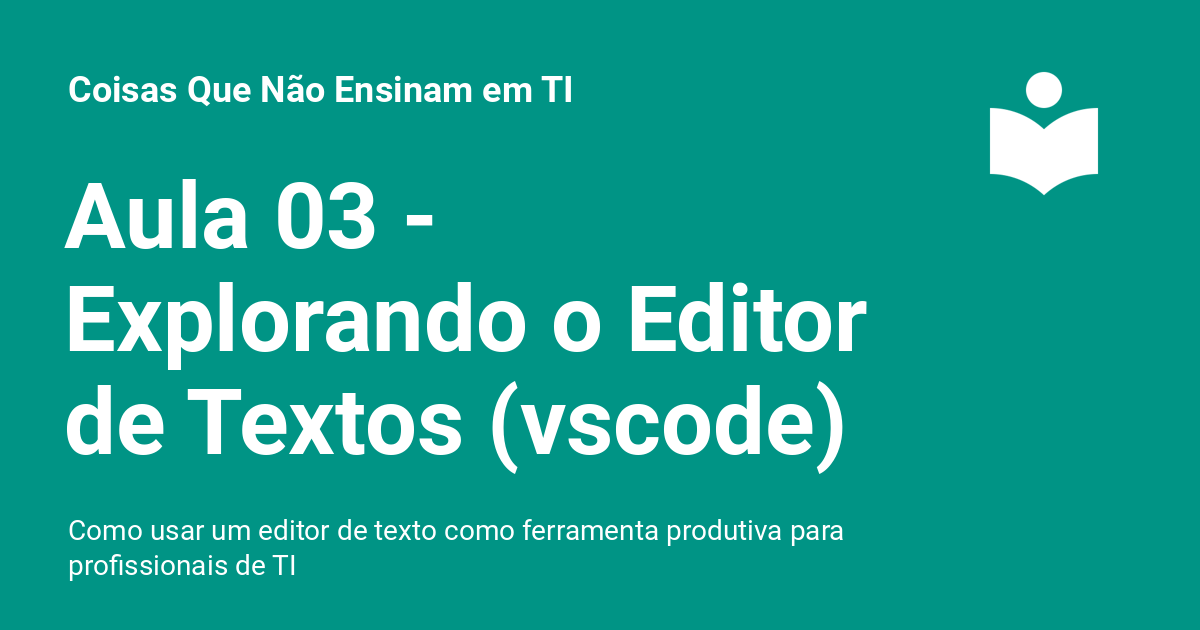 Coisas Que Não Ensinam em TI
Aula 03 -
Explorando o Editor
de Textos (vscode)
Como usar um editor de texto como ferramenta produtiva para
profissionais de TI